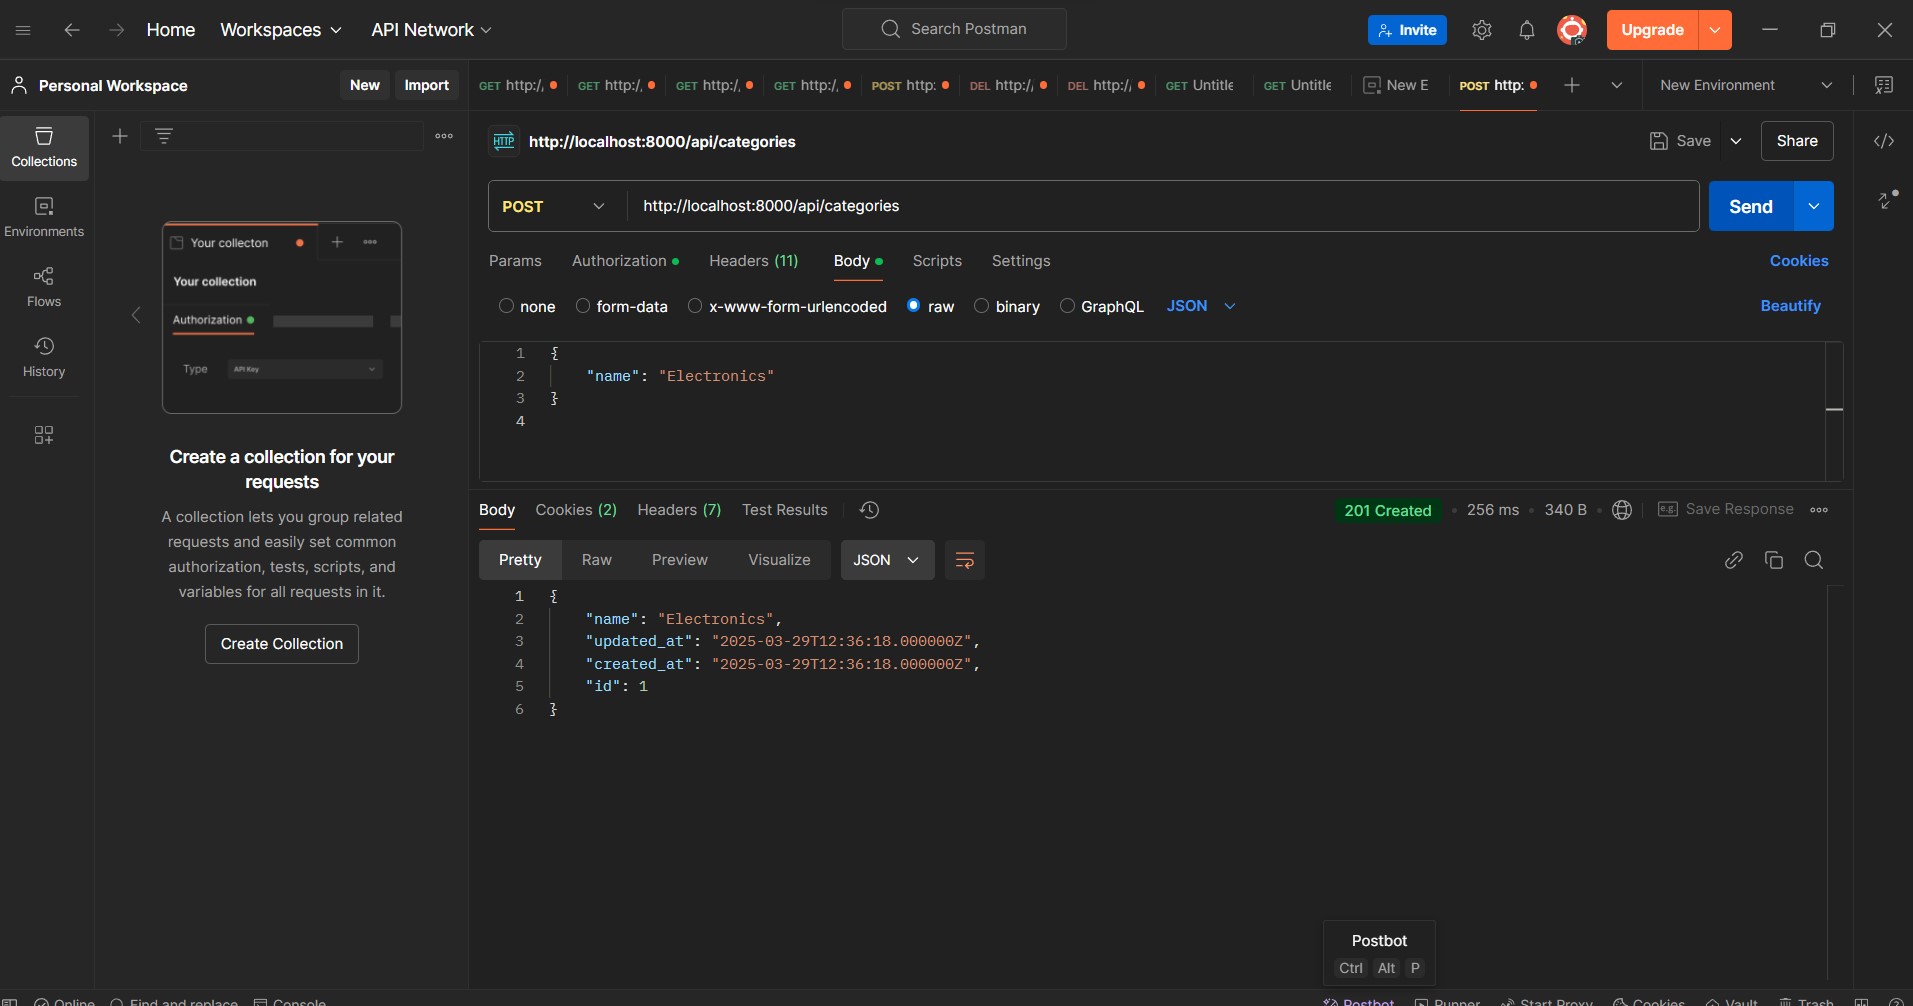 Home Workspaces API Network Search Postman Invite Upgrade
Personal Workspace New Import GET http:/, GET http:/, GET http:/, GET http:/, POST http: DEL http:/, DEL http:/, GET Untitle GET Untitle New E POST http: New Environment
Collections
Environments
Flows
History
Your collecton
Your collection
Authorization
Type API Key
Create a collection for your
requests
A collection lets you group related
requests and easily set common
authorization, tests, scripts, and
variables for all requests in it.
Create Collection
HTTP http://localhost:8000/api/categories Save Share
POST http://localhost:8000/api/categories Send
Params Authorization Headers (11) Body Scripts Settings Cookies
none form-data x-www-form-urlencoded raw binary GraphQL JSON Beautify
1 {
2 "name": "Electronics"
3 }
4
Body Cookies (2) Headers (7) Test Results 201 Created 256 ms 340 B e.g. Save Response
Pretty Raw Preview Visualize JSON
1 {
2 "name": "Electronics",
3 "updated_at": "2025-03-29T12:36:18.000000Z",
4 "created_at": "2025-03-29T12:36:18.000000Z",
5 "id": 1
6 }
Postbot
Ctrl Alt P
Online Find and replace Console Postbot Runner Start Proxy Cookies Vault Trash